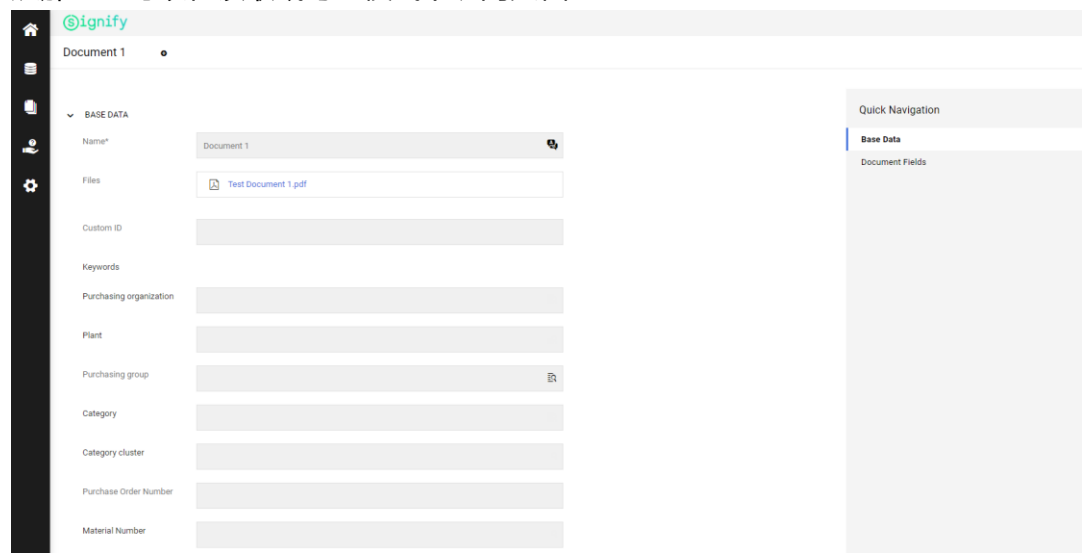 Signify
Document 1
BASE DATA
Quick Navigation
Name*
Document 1
Base Data
Document Fields
Files
Test Document 1.pdf
Custom ID
Keywords
Purchasing organization
Plant
Purchasing group
Category
Category cluster
Purchase Order Number
Material Number